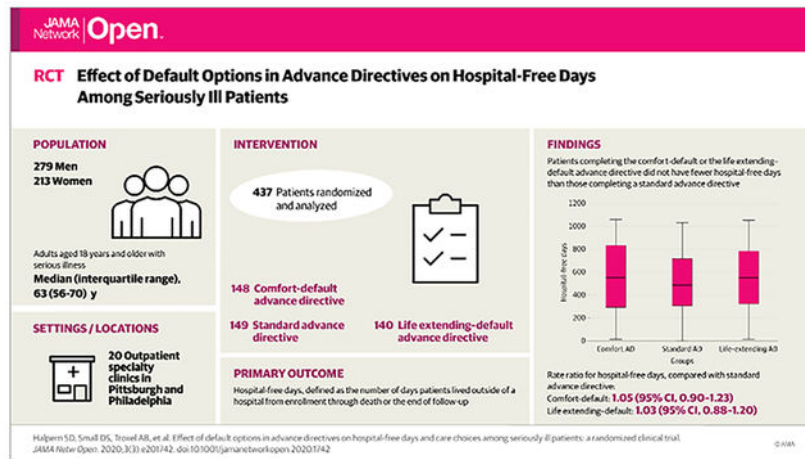 JAMA
Network Open.
RCT Effect of Default Options in Advance Directives on Hospital-Free Days
Among Seriously Ill Patients
POPULATION
279 Men
213 Women
Adults aged 18 years and older with
serious illness
Median (interquartile range),
63 (56-70) y
SETTINGS / LOCATIONS
20 Outpatient
specialty
clinics in
Pittsburgh and
Philadelphia
INTERVENTION
437 Patients randomized
and analyzed
148 Comfort-default
advance directive
149 Standard advance
directive
140 Life extending-default
advance directive
PRIMARY OUTCOME
Hospital-free days, defined as the number of days patients lived outside of a
hospital from enrollment through death or the end of follow-up
FINDINGS
Patients completing the comfort-default or the life extending-
default advance directive did not have fewer hospital-free days
than those completing a standard advance directive
Hospital-free days
1200
1000
800
600
400
200
0
Comfort AD
Standard AD
Life-extending AD
Groups
Rate ratio for hospital-free days, compared with standard
advance directive:
Comfort-default: 1.05 (95% CI, 0.90-1.23)
Life extending-default: 1.03 (95% CI, 0.88-1.20)
Halpern SD, Small DS, Troxel AB, et al. Effect of default options in advance directives on hospital-free days and care choices among seriously ill patients: a randomized clinical trial.
JAMA Netw Open. 2020;3(3):e201742. doi:10.1001/jamanetworkopen.2020.1742
© AMA